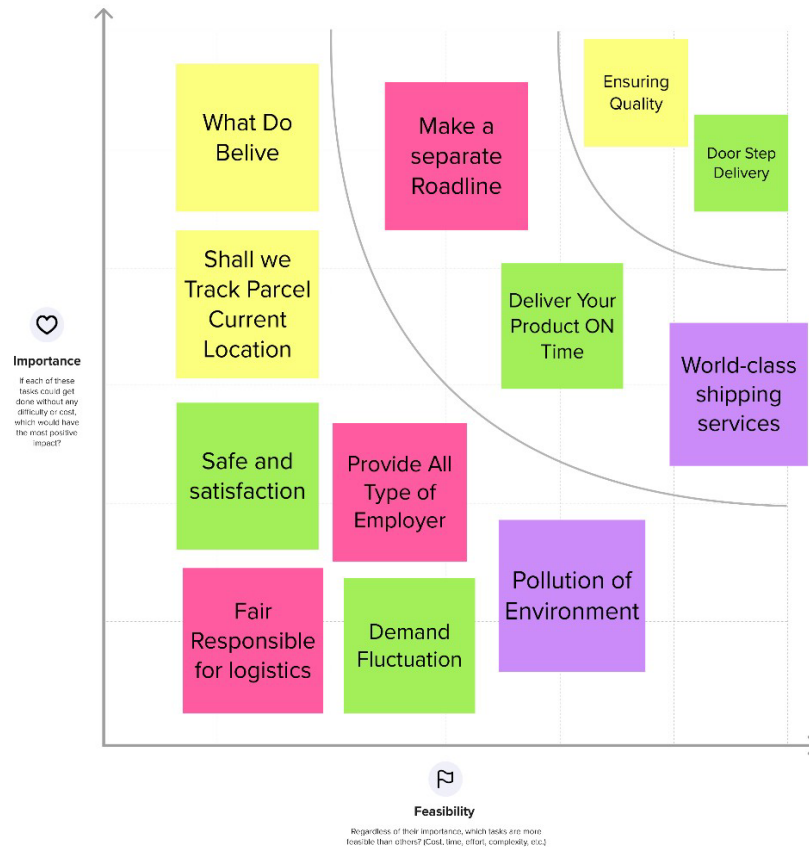 What Do
Belive
Make a
separate
Roadline
Ensuring
Quality
Door Step
Delivery
Shall we
Track Parcel
Current
Location
Deliver Your
Product ON
Time
World-class
shipping
services
Importance
If each of these
tasks could get
done without any
difficulty or cost,
which would have
the most positive
impact?
Safe and
satisfaction
Provide All
Type of
Employer
Pollution of
Environment
Fair
Responsible
for logistics
Demand
Fluctuation
Feasibility
Regardless of their importance, which tasks are more
feasible than others? (Cost, time, effort, complexity, etc.)